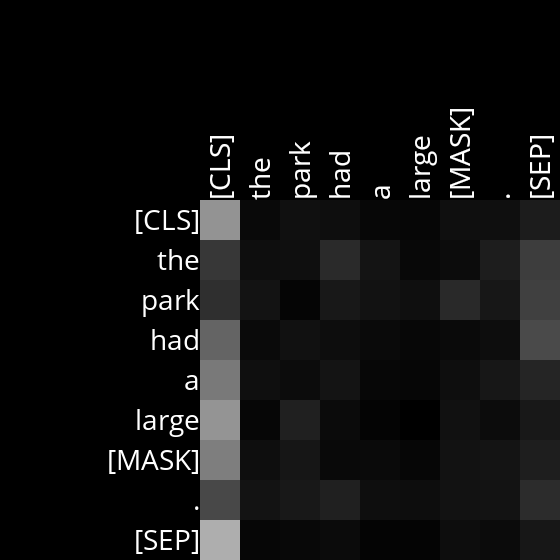 [CLS] the park had a large [MASK] . [SEP]
[CLS]
the
park
had
a
large
[MASK]
.
[SEP]